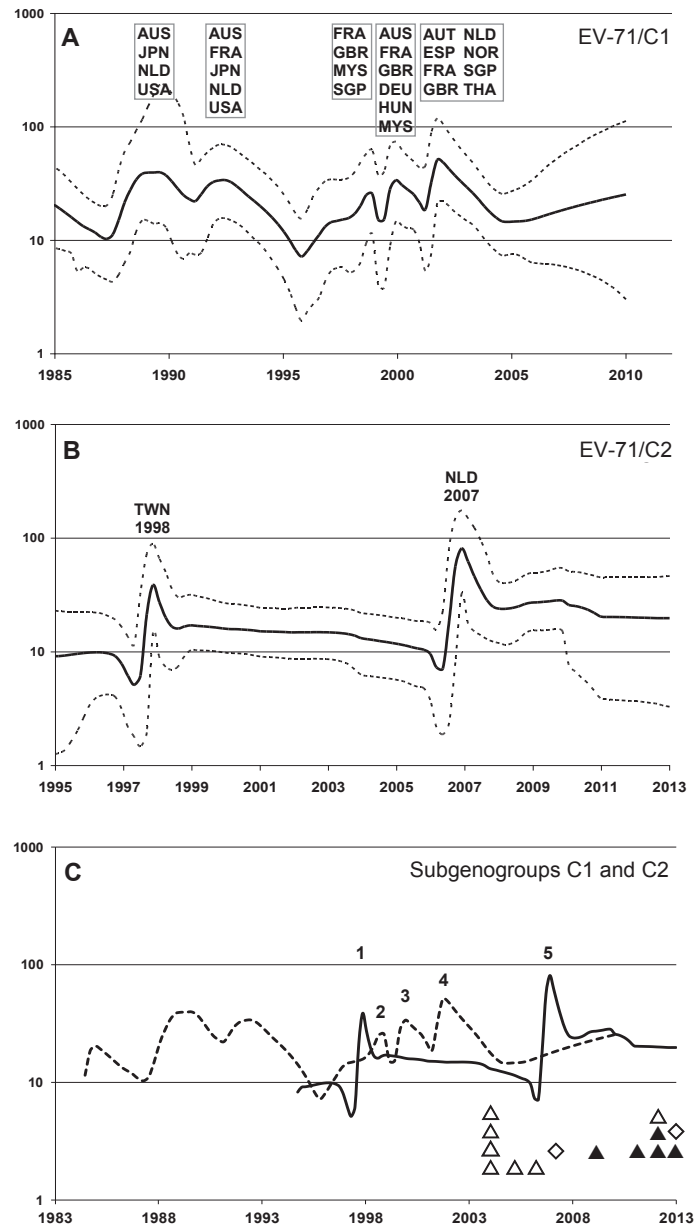 A
EV-71/C1
AUS
JPN
NLD
USA
AUS
FRA
JPN
NLD
USA
FRA
GBR
MYS
SGP
AUS
FRA
GBR
DEU
HUN
MYS
AUT NLD
ESP NOR
FRA SGP
GBR THA
1000
100
10
1
1985 1990 1995 2000 2005 2010
B
EV-71/C2
TWN
1998
NLD
2007
1000
100
10
1
1995 1997 1999 2001 2003 2005 2007 2009 2011 2013
C
Subgenogroups C1 and C2
1
2
3
4
5
1000
100
10
1
1983 1988 1993 1998 2003 2008 2013